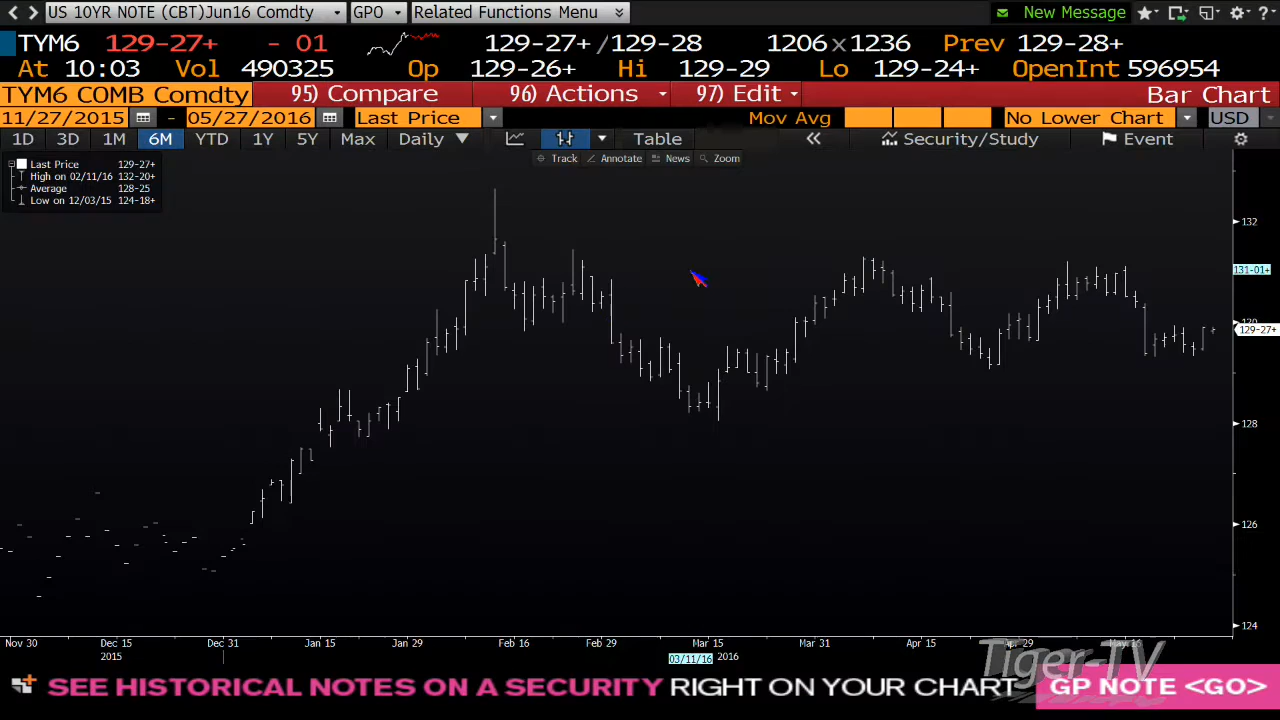 US 10YR NOTE (CBT)Jun16 Comdty GPO Related Functions Menu New Message
TYM6 129-27+ - 01 129-27+/129-28 1206x1236 Prev 129-28+
At 10:03 Vol 490325 Op 129-26+ Hi 129-29 Lo 129-24+ OpenInt 596954
TYM6 COMB Comdty 95) Compare 96) Actions 97) Edit Bar Chart
11/27/2015 - 05/27/2016 Last Price Mov Avg No Lower Chart USD
1D 3D 1M 6M YTD 1Y 5Y Max Daily Table Security/Study Event
Track Annotate News Zoom
Last Price 129-27+
High on 02/11/16 132-20+
Average 128-25
Low on 12/03/15 124-18+
132
131-01+
129-27+
128
126
124
Nov 30 Dec 15 Dec 31 Jan 15 Jan 29 Feb 16 Feb 29 Mar 15 Mar 31 Apr 15 Apr 29 May 16
2015 03/11/16 2016
Tiger-TV
SEE HISTORICAL NOTES ON A SECURITY RIGHT ON YOUR CHART GP NOTE <GO>